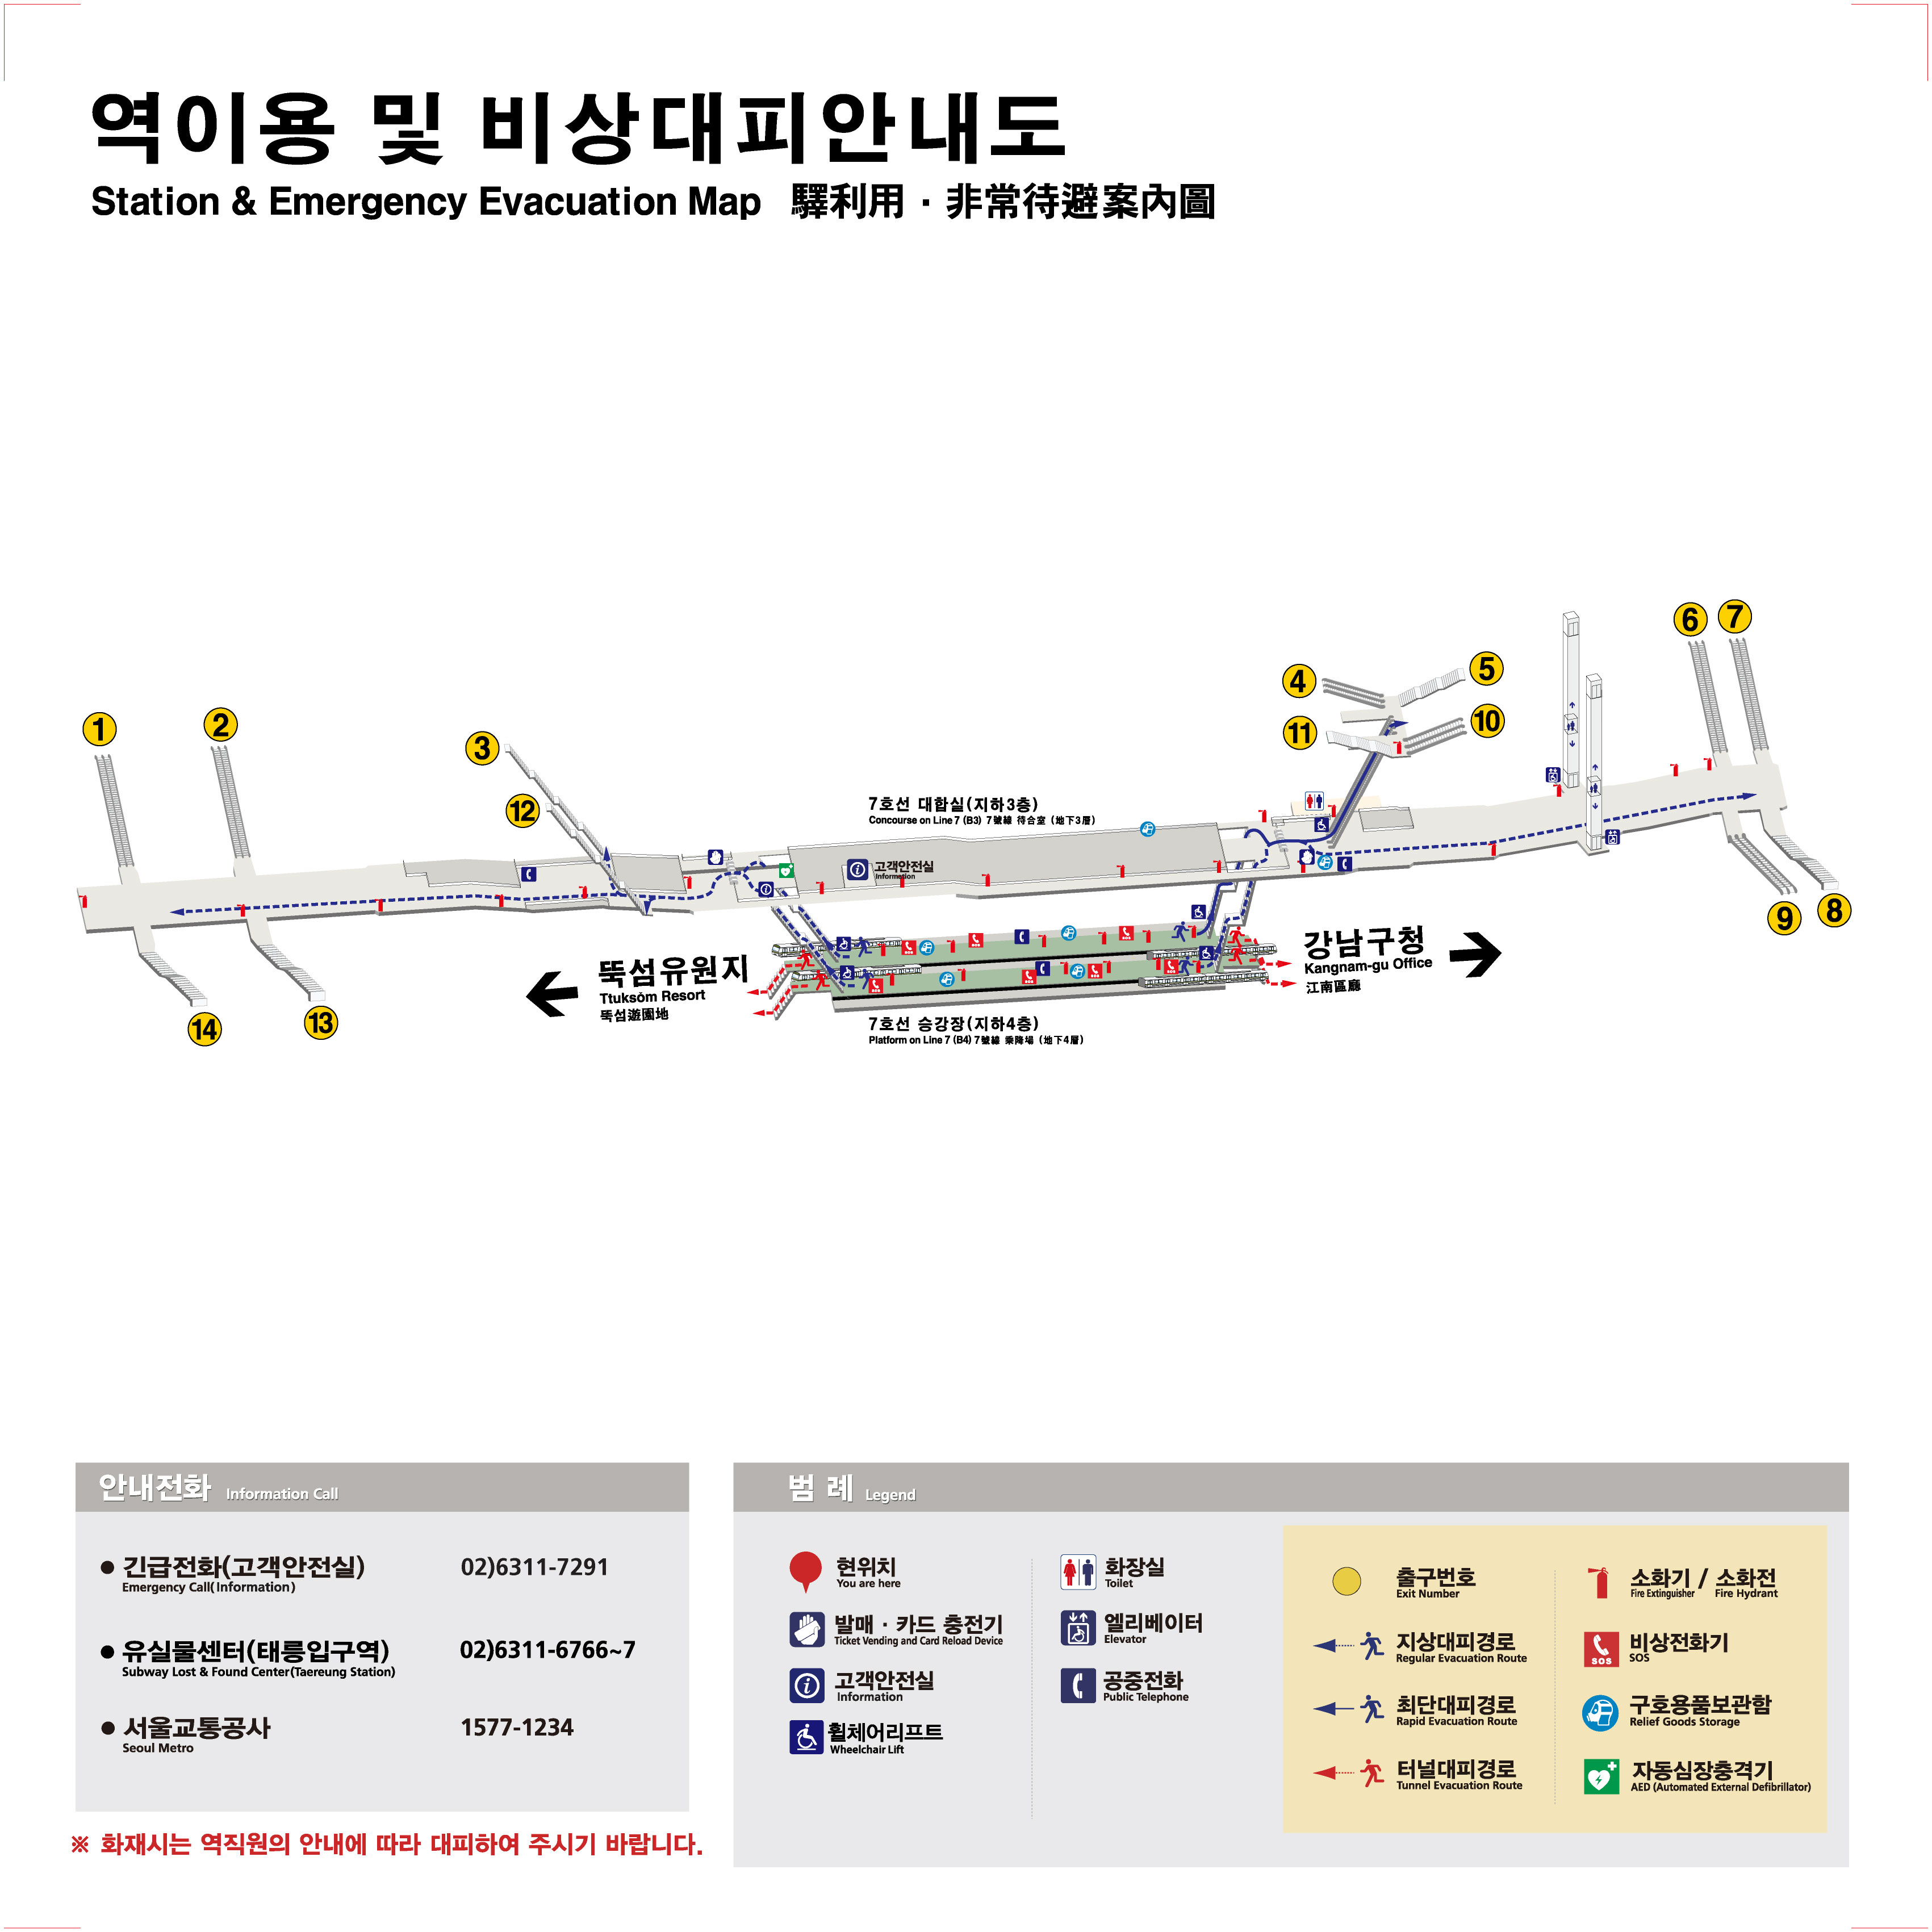 역이용 및 비상대피안내도
Station & Emergency Evacuation Map 驛利用 · 非常待避案內圖
6
7
4
5
1
2
3
11
10
12
7호선 대합실(지하3층)
Concourse on Line 7 (B3) 7號線 待合室 (地下3層)
고객안전실
Information
9
8
강남구청
Kangnam-gu Office
江南區廳
뚝섬유원지
Ttuksŏm Resort
뚝섬遊園地
SOS
SOS
SOS
SOS
SOS
SOS
SOS
14
13
7호선 승강장(지하4층)
Platform on Line 7 (B4) 7號線 乘降場 (地下4層)
안내전화 Information Call
긴급전화(고객안전실) 02)6311-7291
Emergency Call(Information)
유실물센터(태릉입구역) 02)6311-6766~7
Subway Lost & Found Center(Taereung Station)
서울교통공사 1577-1234
Seoul Metro
※ 화재시는 역직원의 안내에 따라 대피하여 주시기 바랍니다.
범 례 Legend
현위치
You are here
발매 · 카드 충전기
Ticket Vending and Card Reload Device
고객안전실
Information
휠체어리프트
Wheelchair Lift
화장실
Toilet
엘리베이터
Elevator
공중전화
Public Telephone
출구번호
Exit Number
지상대피경로
Regular Evacuation Route
최단대피경로
Rapid Evacuation Route
터널대피경로
Tunnel Evacuation Route
소화기 / 소화전
Fire Extinguisher Fire Hydrant
SOS
비상전화기
SOS
구호용품보관함
Relief Goods Storage
자동심장충격기
AED (Automated External Defibrillator)